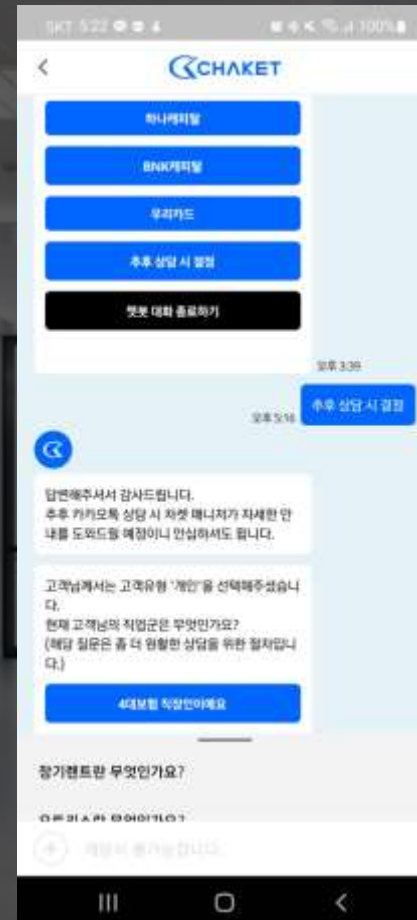 SKT 5:22
100%
CHAKET
하나캐피탈
BNK캐피탈
우리카드
추후 상담 시 결정
챗봇 대화 종료하기
오후 3:39
추후 상담 시 결정
오후 5:14
답변해주셔서 감사드립니다.
추후 카카오톡 상담 시 차켓 매니저가 자세한 안
내를 도와드릴 예정이니 안심하셔도 됩니다.
고객님께서는 고객유형 '개인'을 선택해주셨습니
다.
현재 고객님의 직업군은 무엇인가요?
(해당 질문은 좀 더 원활한 상담을 위한 절차입니
다.)
4대보험 직장인이에요
장기렌트란 무엇인가요?